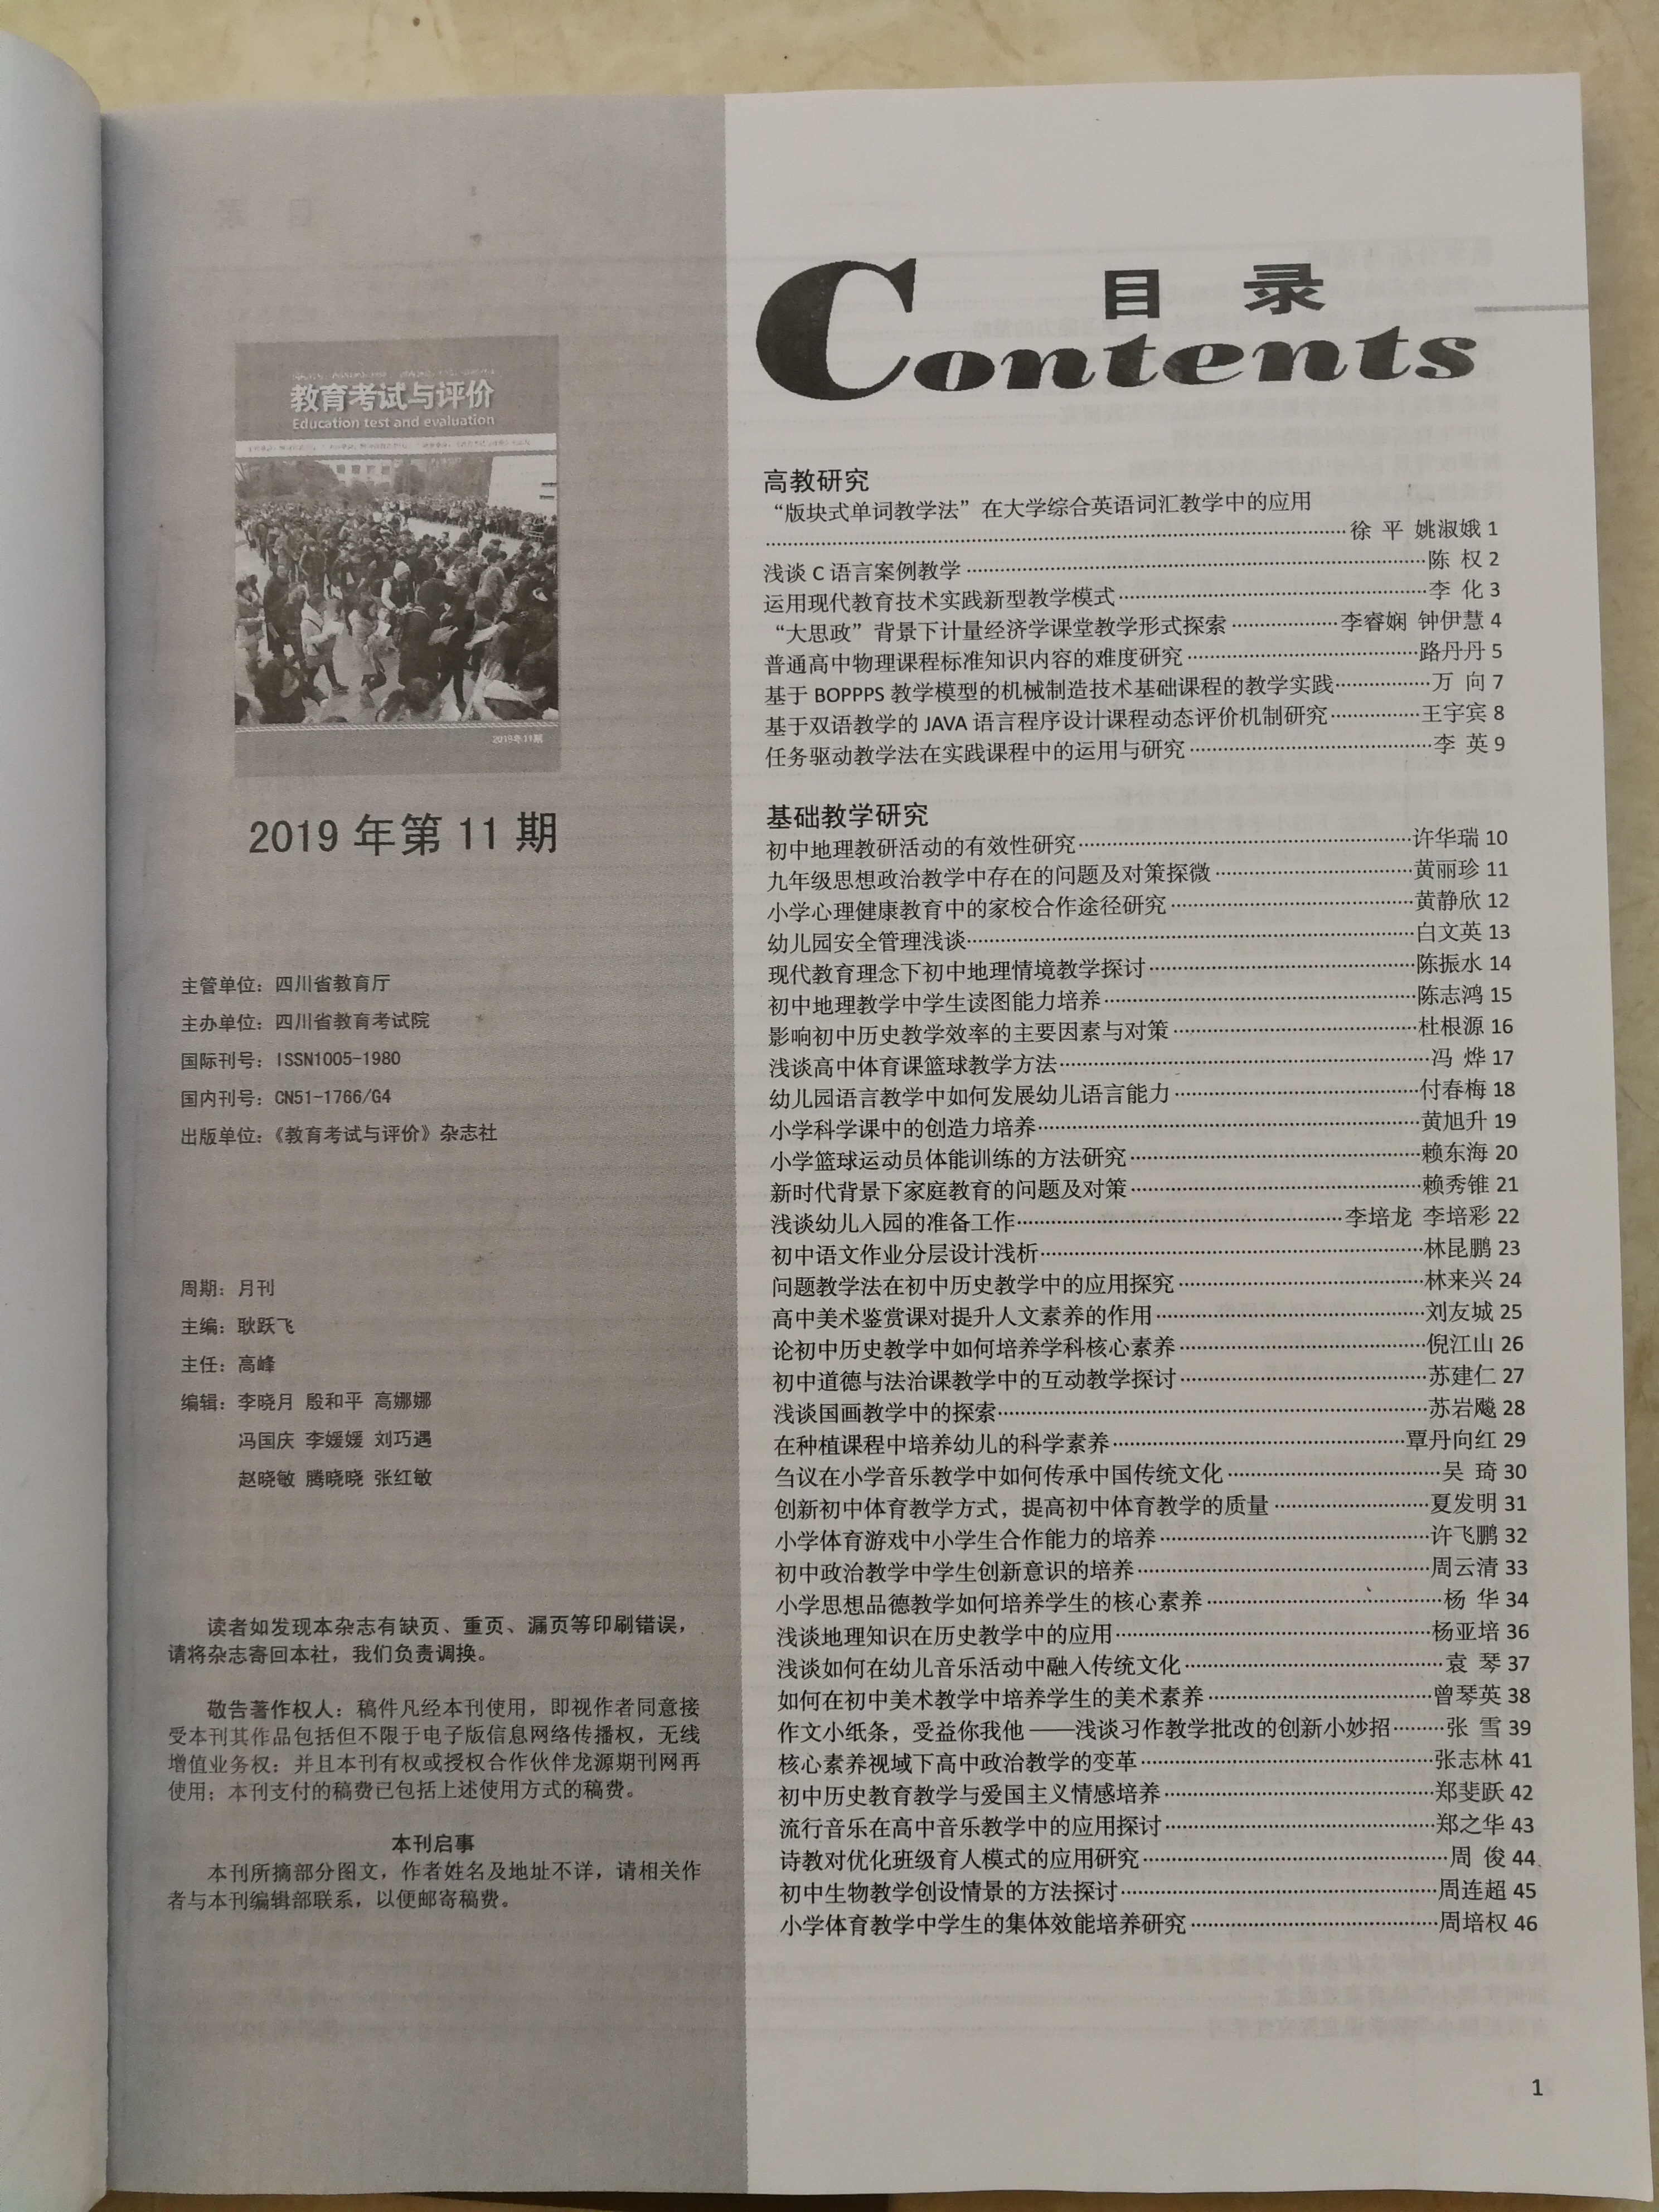 教育考试与评价
Education test and evaluation
2019年11期
2019 年第 11 期
主管单位：四川省教育厅
主办单位：四川省教育考试院
国际刊号：ISSN1005-1980
国内刊号：CN51-1766/G4
出版单位：《教育考试与评价》杂志社
周期：月刊
主编：耿跃飞
主任：高峰
编辑：李晓月 殷和平 高娜娜
冯国庆 李媛媛 刘巧遇
赵晓敏 腾晓晓 张红敏
读者如发现本杂志有缺页、重页、漏页等印刷错误，
请将杂志寄回本社，我们负责调换。
敬告著作权人：稿件凡经本刊使用，即视作者同意接
受本刊其作品包括但不限于电子版信息网络传播权，无线
增值业务权；并且本刊有权或授权合作伙伴龙源期刊网再
使用；本刊支付的稿费已包括上述使用方式的稿费。
本刊启事
本刊所摘部分图文，作者姓名及地址不详，请相关作
者与本刊编辑部联系，以便邮寄稿费。
目 录
Contents
高教研究
“版块式单词教学法”在大学综合英语词汇教学中的应用
……………………徐 平 姚淑娥 1
浅谈 C 语言案例教学……………………陈 权 2
运用现代教育技术实践新型教学模式……………………李 化 3
“大思政”背景下计量经济学课堂教学形式探索…………李睿娴 钟伊慧 4
普通高中物理课程标准知识内容的难度研究……………………路丹丹 5
基于 BOPPPS 教学模型的机械制造技术基础课程的教学实践…………万 向 7
基于双语教学的 JAVA 语言程序设计课程动态评价机制研究…………王宇宾 8
任务驱动教学法在实践课程中的运用与研究……………………李 英 9
基础教学研究
初中地理教研活动的有效性研究……………………许华瑞 10
九年级思想政治教学中存在的问题及对策探微……………………黄丽珍 11
小学心理健康教育中的家校合作途径研究……………………黄静欣 12
幼儿园安全管理浅谈……………………白文英 13
现代教育理念下初中地理情境教学探讨……………………陈振水 14
初中地理教学中学生读图能力培养……………………陈志鸿 15
影响初中历史教学效率的主要因素与对策……………………杜根源 16
浅谈高中体育课篮球教学方法……………………冯 烨 17
幼儿园语言教学中如何发展幼儿语言能力……………………付春梅 18
小学科学课中的创造力培养……………………黄旭升 19
小学篮球运动员体能训练的方法研究……………………赖东海 20
新时代背景下家庭教育的问题及对策……………………赖秀锥 21
浅谈幼儿入园的准备工作……………………李培龙 李培彩 22
初中语文作业分层设计浅析……………………林昆鹏 23
问题教学法在初中历史教学中的应用探究……………………林来兴 24
高中美术鉴赏课对提升人文素养的作用……………………刘友城 25
论初中历史教学中如何培养学科核心素养……………………倪江山 26
初中道德与法治课教学中的互动教学探讨……………………苏建仁 27
浅谈国画教学中的探索……………………苏岩飚 28
在种植课程中培养幼儿的科学素养……………………覃丹向红 29
刍议在小学音乐教学中如何传承中国传统文化……………………吴 琦 30
创新初中体育教学方式，提高初中体育教学的质量…………夏发明 31
小学体育游戏中小学生合作能力的培养……………………许飞鹏 32
初中政治教学中学生创新意识的培养……………………周云清 33
小学思想品德教学如何培养学生的核心素养……………………杨 华 34
浅谈地理知识在历史教学中的应用……………………杨亚培 36
浅谈如何在幼儿音乐活动中融入传统文化……………………袁 琴 37
如何在初中美术教学中培养学生的美术素养……………………曾琴英 38
作文小纸条，受益你我他 ——浅谈习作教学批改的创新小妙招………张 雪 39
核心素养视域下高中政治教学的变革……………………张志林 41
初中历史教育教学与爱国主义情感培养……………………郑斐跃 42
流行音乐在高中音乐教学中的应用探讨……………………郑之华 43
诗教对优化班级育人模式的应用研究……………………周 俊 44
初中生物教学创设情景的方法探讨……………………周连超 45
小学体育教学中学生的集体效能培养研究……………………周培权 46
1